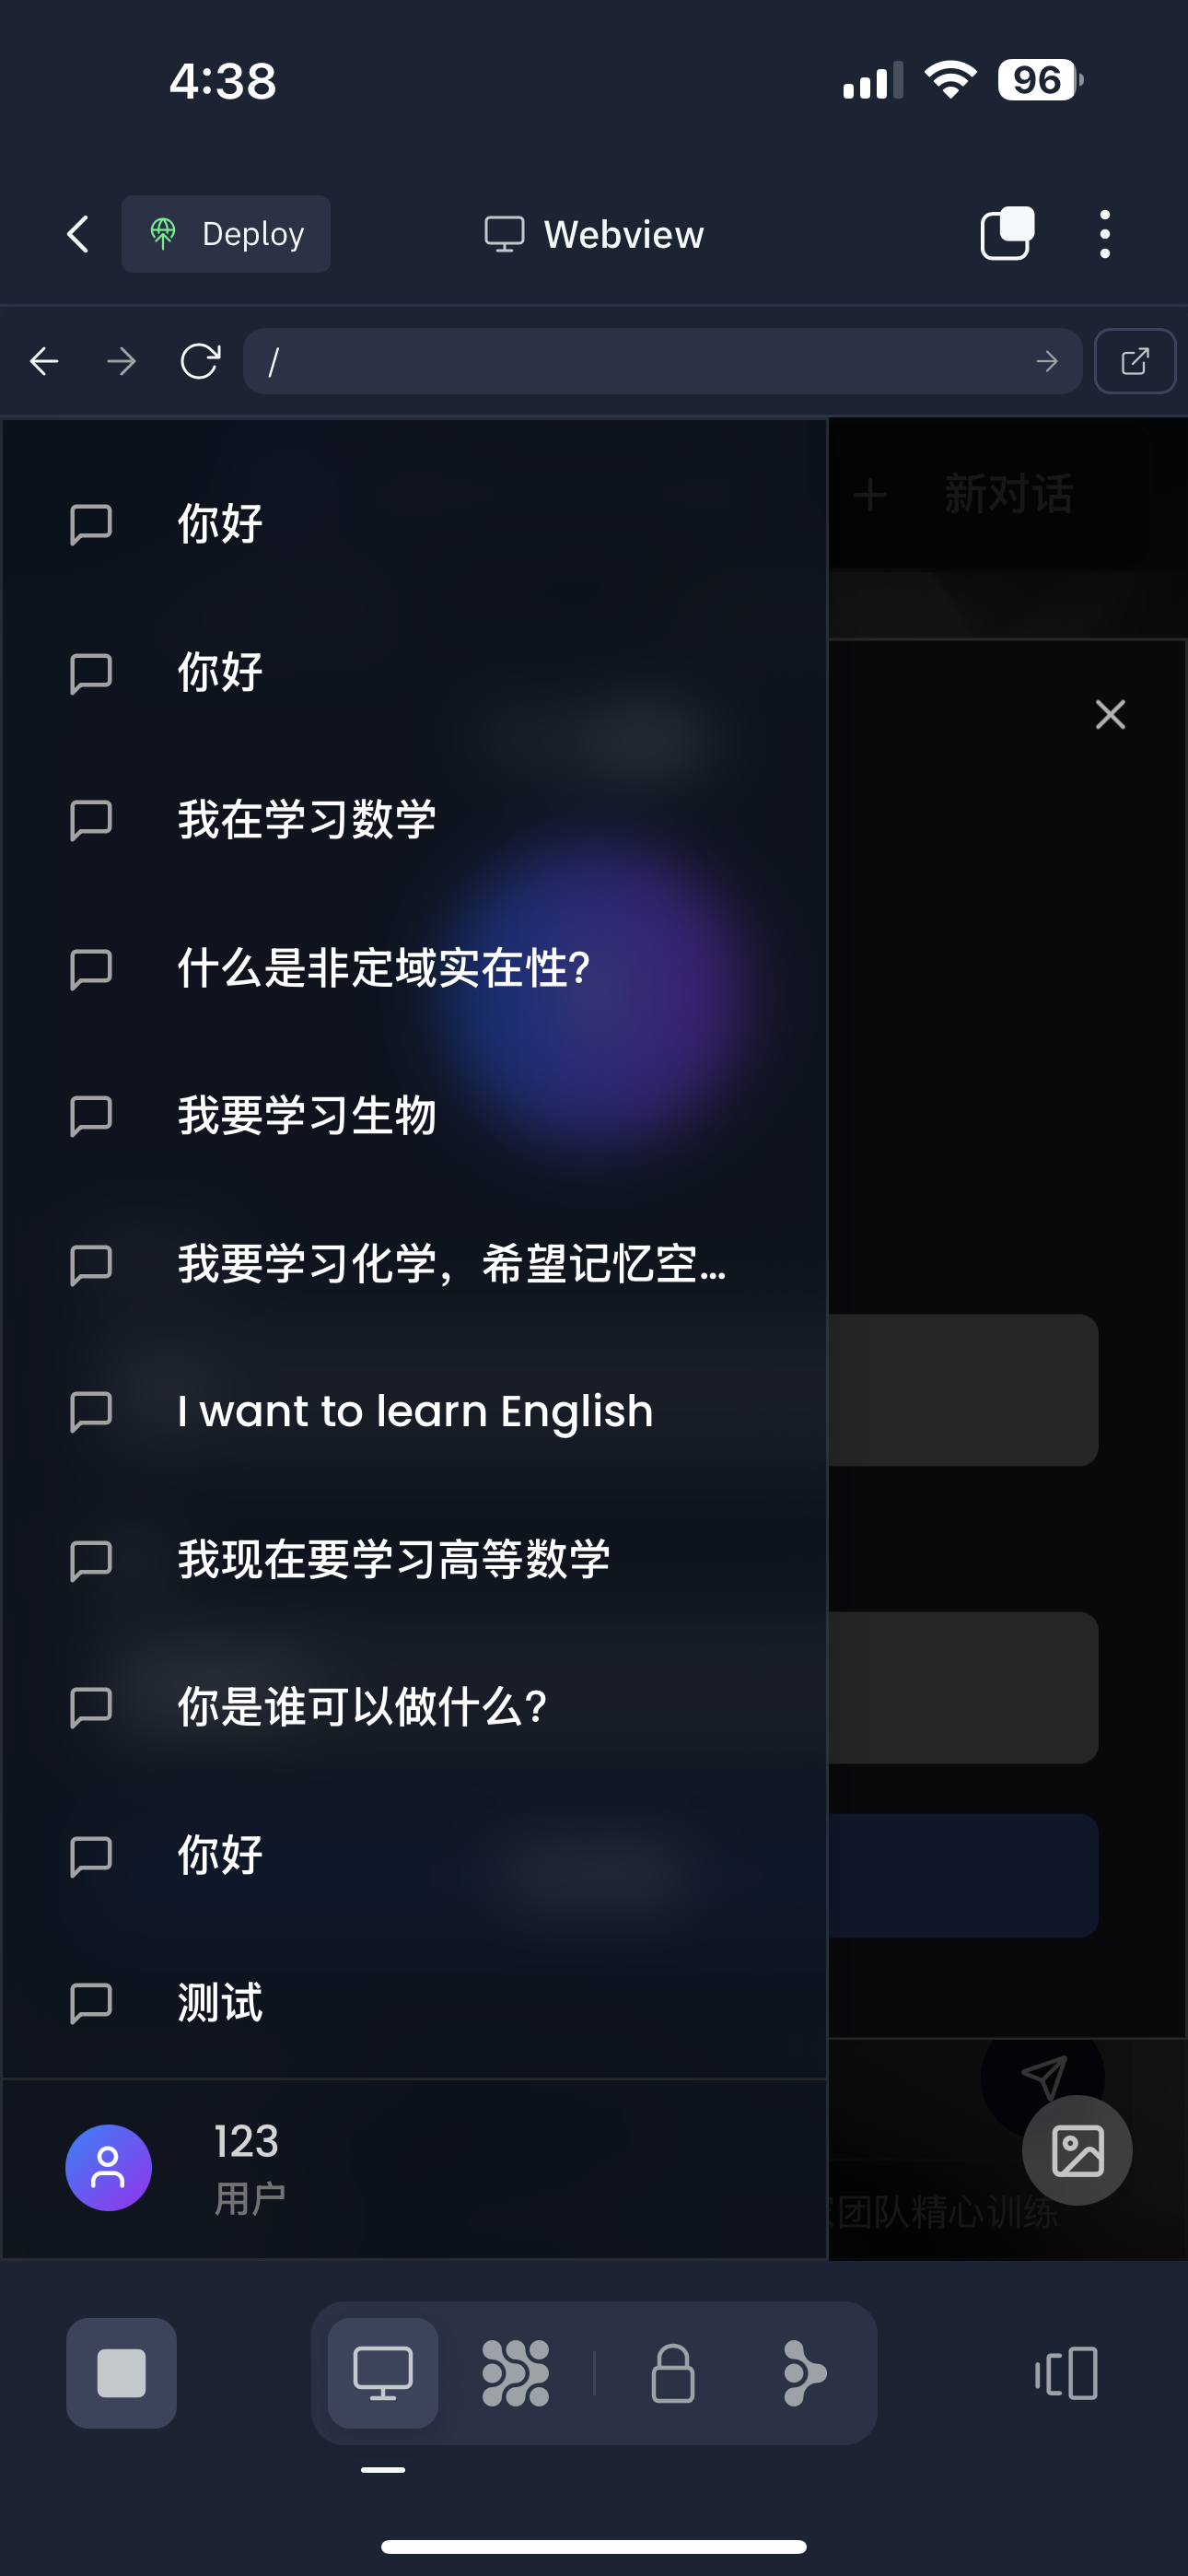 4:38
96
Deploy
Webview
/
新对话
你好
你好
我在学习数学
什么是非定域实在性?
我要学习生物
我要学习化学，希望记忆空...
I want to learn English
我现在要学习高等数学
你是谁可以做什么?
你好
测试
123
用户
团队精心训练